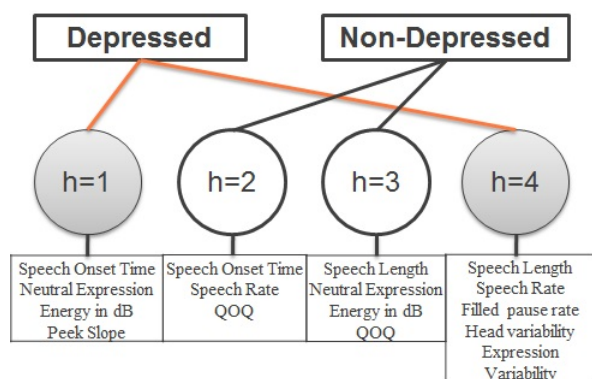 Depressed
Non-Depressed
h=1
h=2
h=3
h=4
Speech Onset Time
Neutral Expression
Energy in dB
Peek Slope
Speech Onset Time
Speech Rate
QOQ
Speech Length
Neutral Expression
Energy in dB
QOQ
Speech Length
Speech Rate
Filled pause rate
Head variability
Expression
Variability